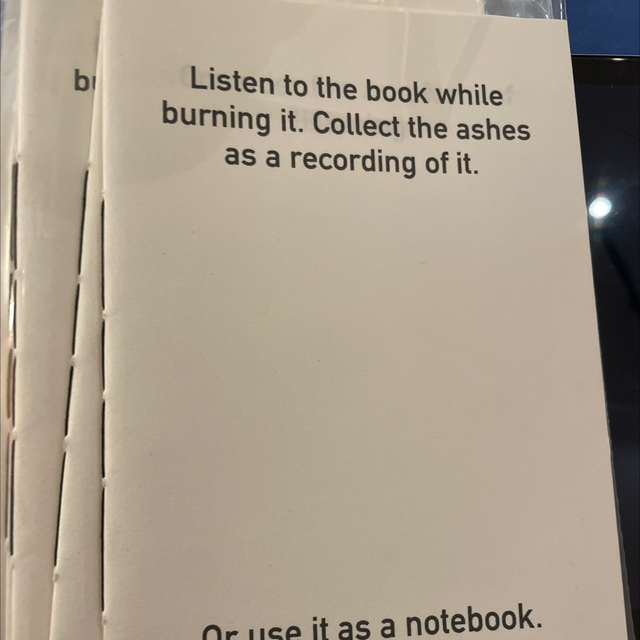 Listen to the book while
burning it. Collect the ashes
as a recording of it.
Or use it as a notebook.